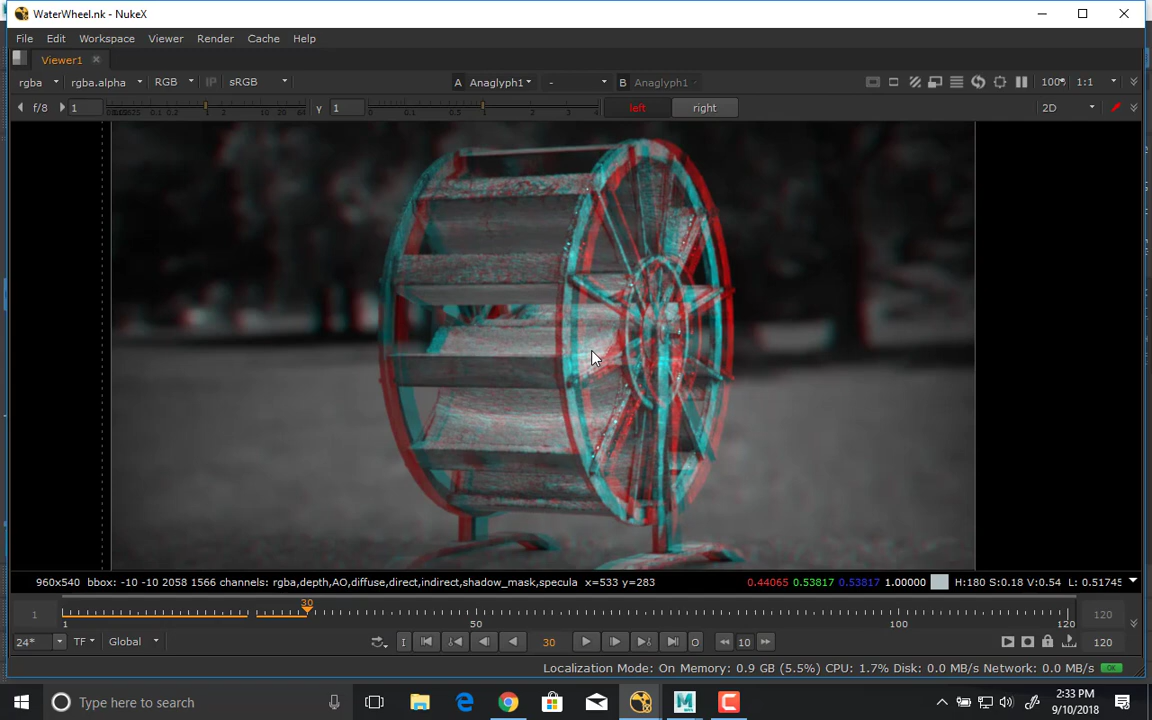 WaterWheel.nk - NukeX
File Edit Workspace Viewer Render Cache Help
Viewer1
rgba rgba.alpha RGB IP sRGB A Anaglyph1 - B Anaglyph1 100* 1:1
f/8 1 γ 1 left right 2D
960x540 bbox: -10 -10 2058 1566 channels: rgba,depth,AO,diffuse,direct,indirect,shadow_mask,specula x=533 y=283 0.44065 0.53817 0.53817 1.00000 H:180 S:0.18 V:0.54 L: 0.51745
30
1 1 50 100 120 120
24* TF Global I 30 O 10 120
Localization Mode: On Memory: 0.9 GB (5.5%) CPU: 1.7% Disk: 0.0 MB/s Network: 0.0 MB/s OK
Type here to search
2:33 PM
9/10/2018